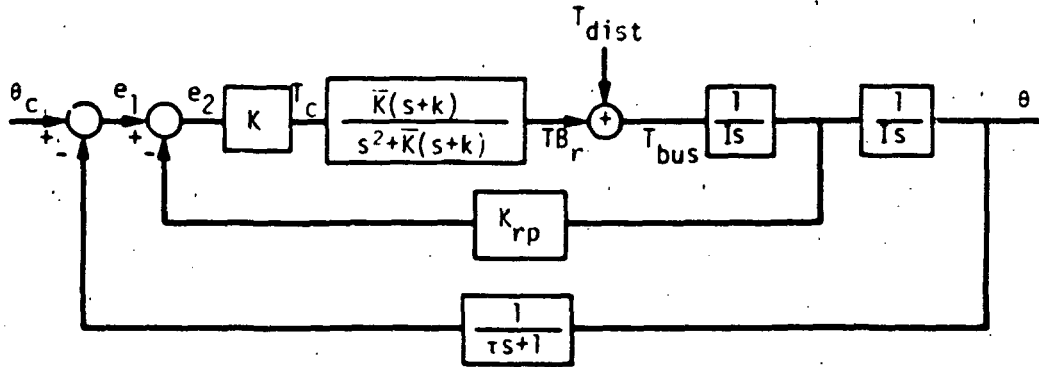 T_dist
θ_c
e_1
e_2
K
T_c
K̅(s+k)
s²+K̅(s+k)
TB_r
T_bus
1
Is
1
Is
θ
+
-
+
-
+
K_rp
1
τs+1